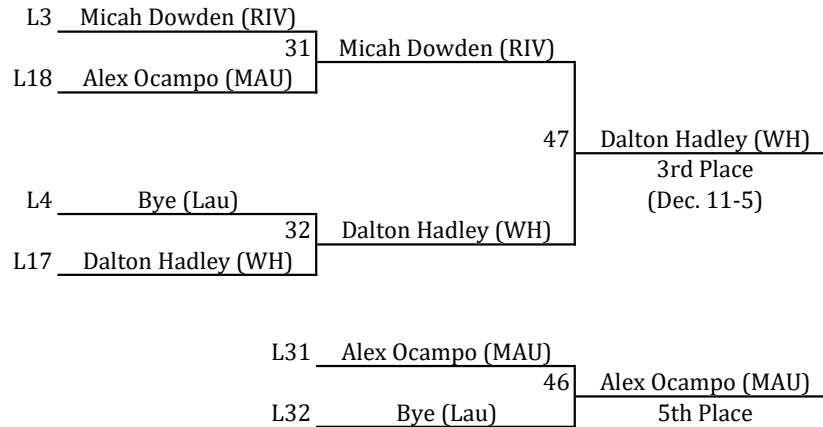 L3 Micah Dowden (RIV)
31 Micah Dowden (RIV)
L18 Alex Ocampo (MAU)
47 Dalton Hadley (WH)
3rd Place
(Dec. 11-5)
L4 Bye (Lau)
32 Dalton Hadley (WH)
L17 Dalton Hadley (WH)
L31 Alex Ocampo (MAU)
46 Alex Ocampo (MAU)
L32 Bye (Lau) 5th Place